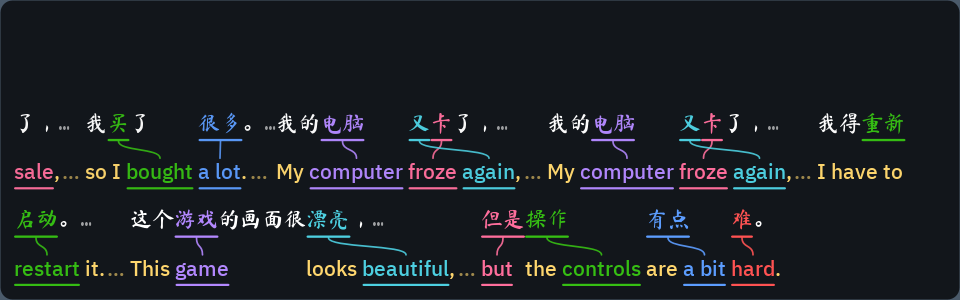 了，… 我买了 很多。…我的电脑 又卡了，… 我的电脑 又卡了，… 我得重新
sale,… so I bought a lot.… My computer froze again,… My computer froze again,… I have to
启动。… 这个游戏的画面很漂亮，… 但是操作 有点 难。
restart it.… This game looks beautiful,… but the controls are a bit hard.